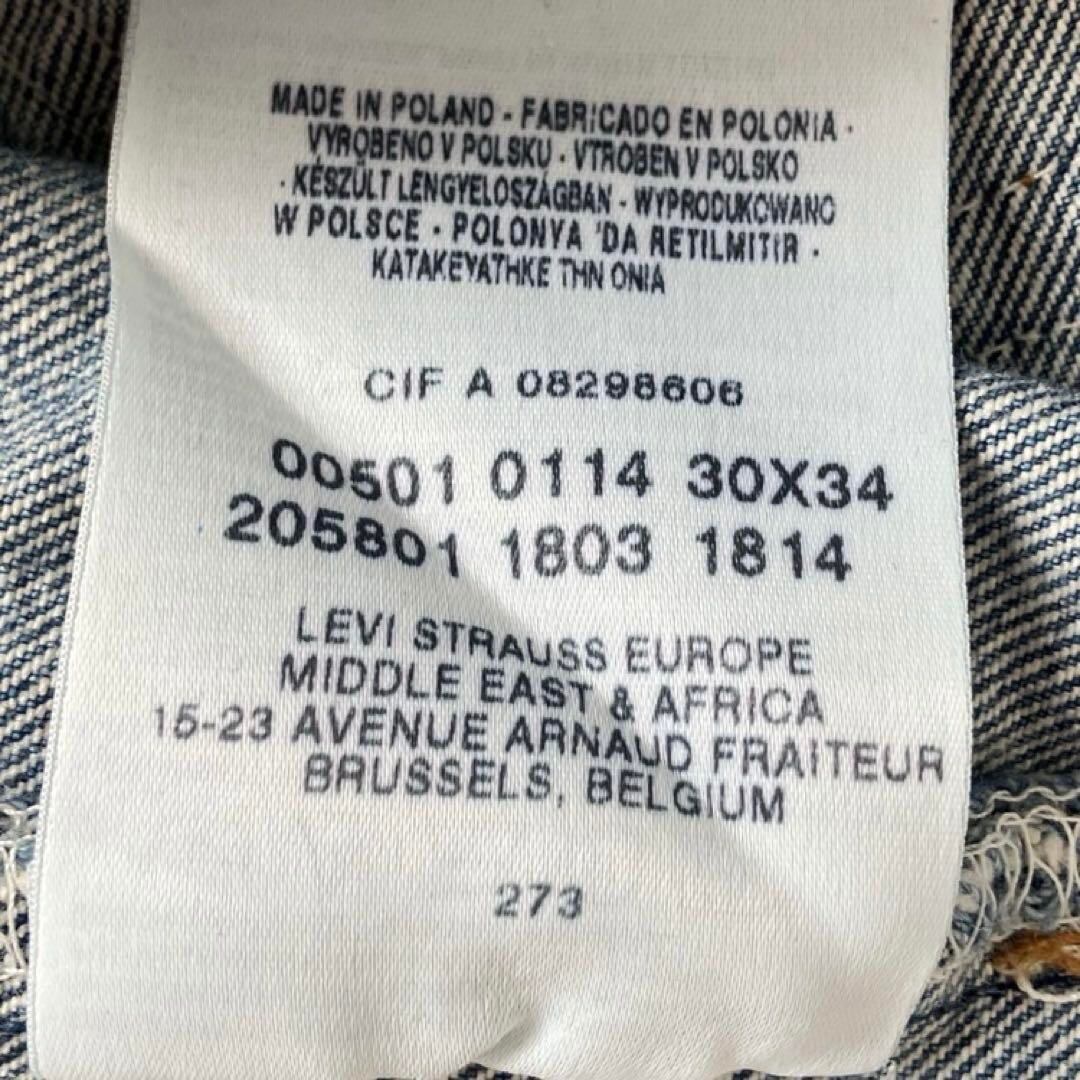 MADE IN POLAND - FABRICADO EN POLONIA ·
VYROBENO V POLSKU · VTROBEN V POLSKO
· KÉSZÜLT LENGYELOSZÁGBAN - WYPRODUKOWANO
W POLSCE · POLONYA 'DA RETILMITIR ·
KATAKEYATHKE THN ONIA
CIF A 08298606
00501 0114 30X34
205801 1803 1814
LEVI STRAUSS EUROPE
MIDDLE EAST & AFRICA
15-23 AVENUE ARNAUD FRAITEUR
BRUSSELS, BELGIUM
273